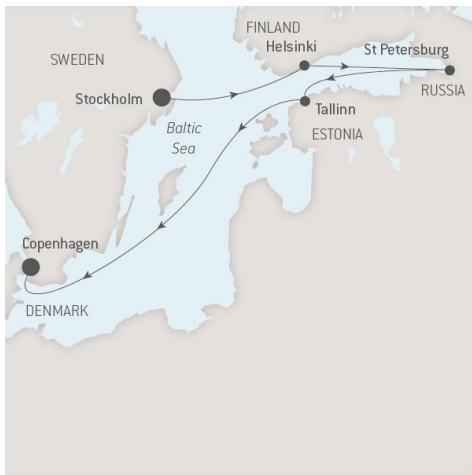 FINLAND
Helsinki
St Petersburg
SWEDEN
RUSSIA
Stockholm
Tallinn
Baltic
Sea
ESTONIA
Copenhagen
DENMARK